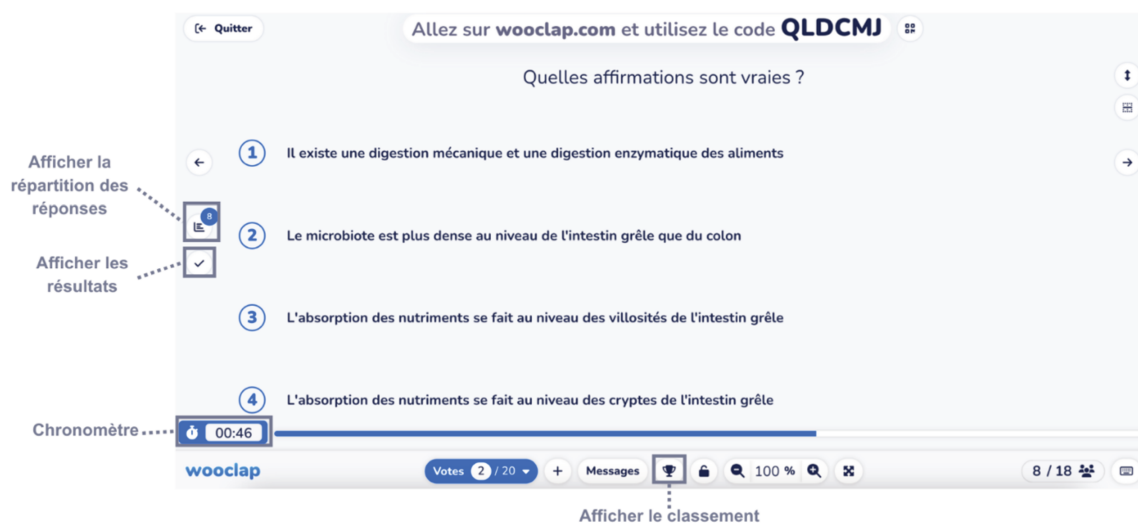 Quitter
Allez sur wooclap.com et utilisez le code QLDCMJ
Quelles affirmations sont vraies ?
1 Il existe une digestion mécanique et une digestion enzymatique des aliments
Afficher la
répartition des
réponses
8
2 Le microbiote est plus dense au niveau de l'intestin grêle que du colon
Afficher les
résultats
3 L'absorption des nutriments se fait au niveau des villosités de l'intestin grêle
4 L'absorption des nutriments se fait au niveau des cryptes de l'intestin grêle
Chronomètre
00:46
wooclap
Votes 2 / 20
+
Messages
100 %
8 / 18
Afficher le classement